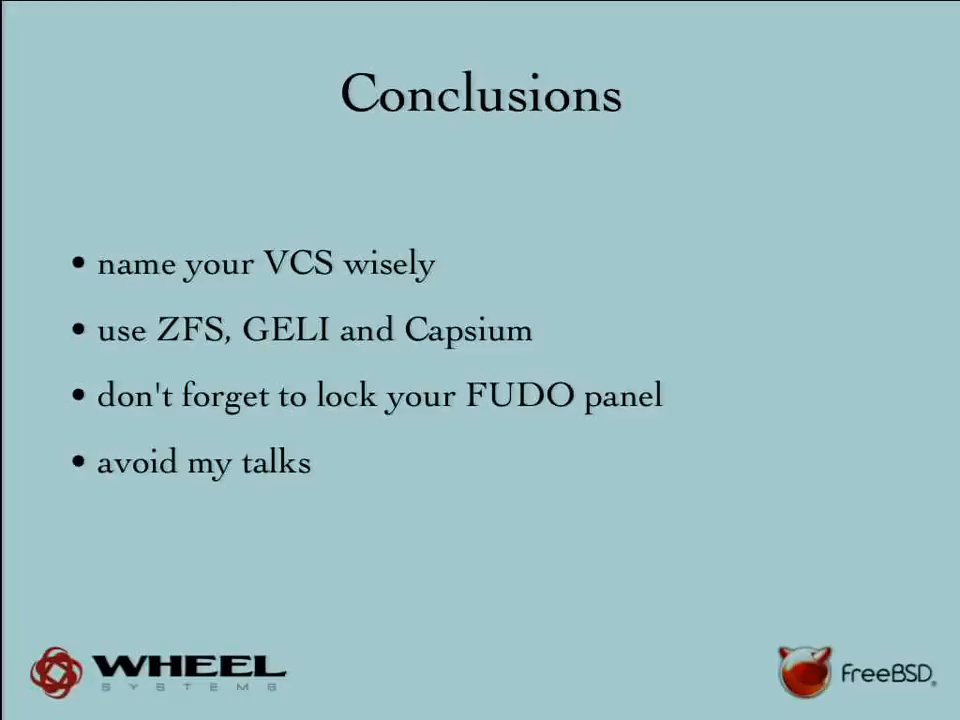 Conclusions
• name your VCS wisely
• use ZFS, GELI and Capsium
• don't forget to lock your FUDO panel
• avoid my talks
WHEEL
SYSTEMS
FreeBSD®